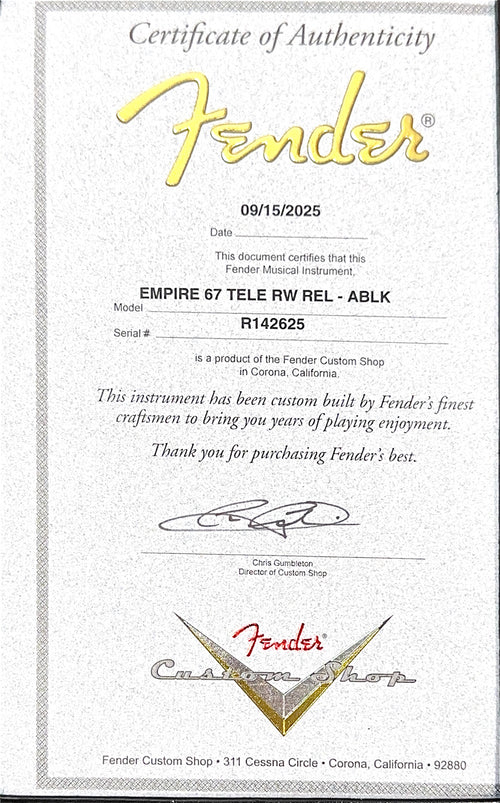 Certificate of Authenticity
Fender®
09/15/2025
Date
This document certifies that this
Fender Musical Instrument,
EMPIRE 67 TELE RW REL - ABLK
Model
R142625
Serial #
is a product of the Fender Custom Shop
in Corona, California.
This instrument has been custom built by Fender's finest
craftsmen to bring you years of playing enjoyment.
Thank you for purchasing Fender's best.
Chris Gumbleton
Director of Custom Shop
Fender®
Custom Shop
Fender Custom Shop • 311 Cessna Circle • Corona, California • 92880